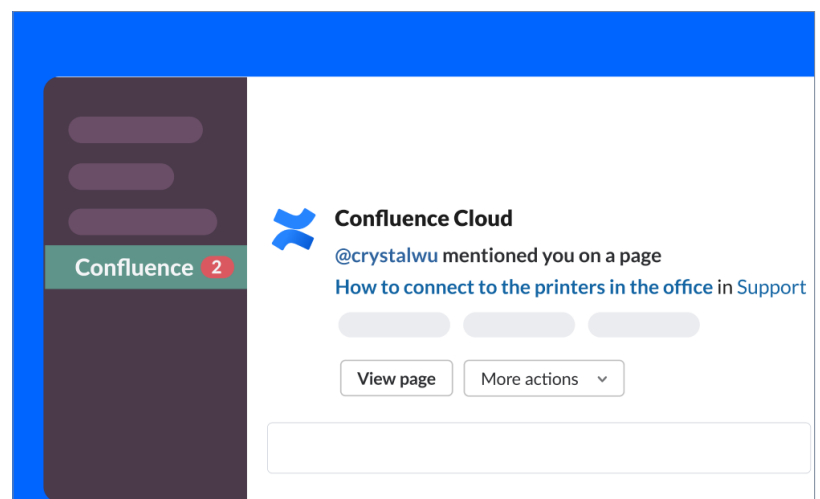 Confluence 2
Confluence Cloud
@crystalwu mentioned you on a page
How to connect to the printers in the office in Support
View page
More actions